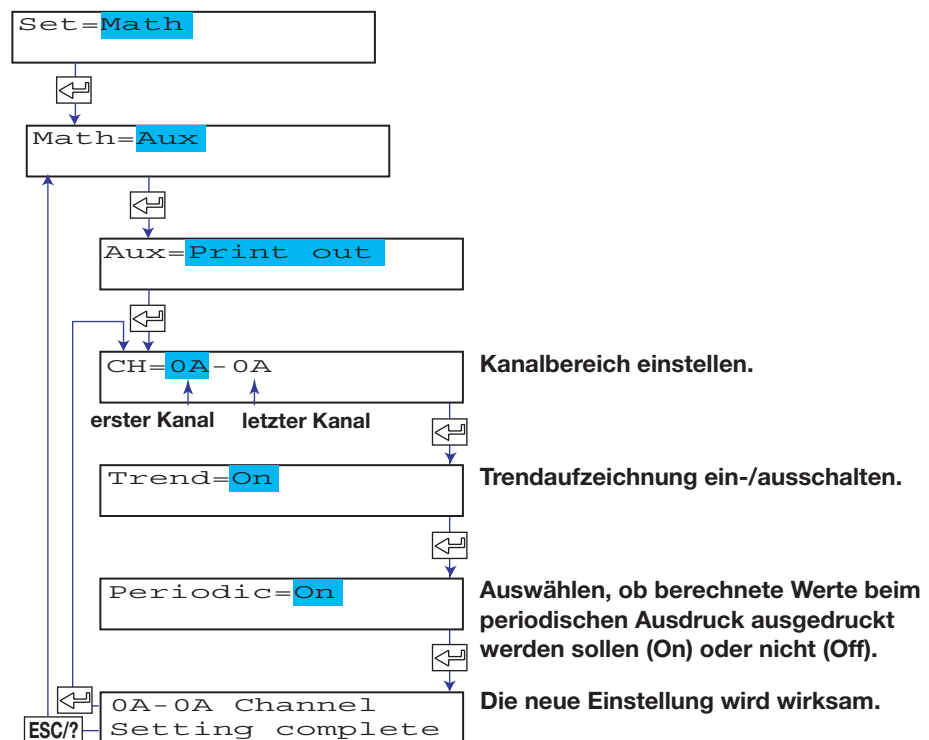 Set=Math
Math=Aux
Aux=Print out
CH=0A-0A
Kanalbereich einstellen.
erster Kanal letzter Kanal
Trend=On
Trendaufzeichnung ein-/ausschalten.
Periodic=On
Auswählen, ob berechnete Werte beim
periodischen Ausdruck ausgedruckt
werden sollen (On) oder nicht (Off).
0A-0A Channel
Setting complete
Die neue Einstellung wird wirksam.
ESC/?